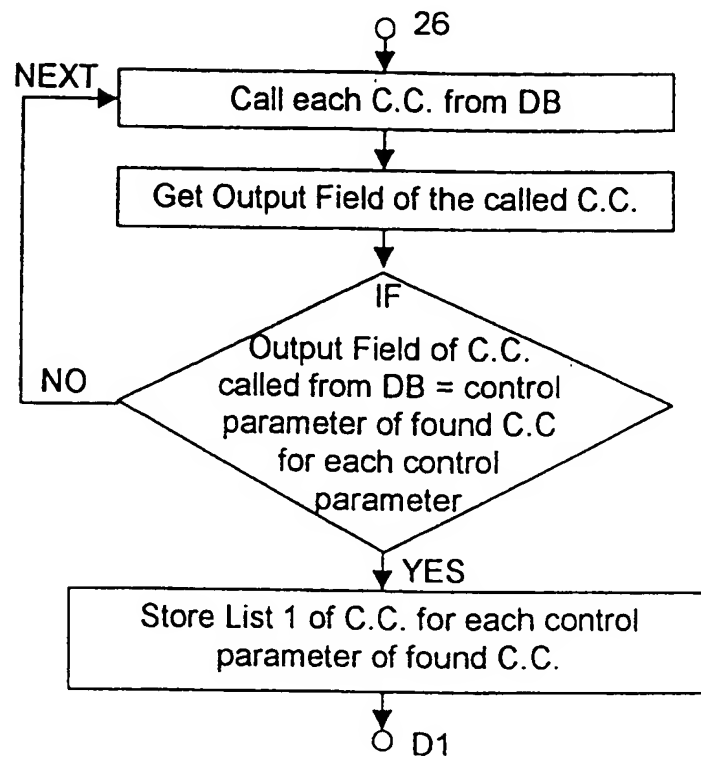 26
NEXT
Call each C.C. from DB
Get Output Field of the called C.C.
IF
Output Field of C.C.
called from DB = control
parameter of found C.C
for each control
parameter
NO
YES
Store List 1 of C.C. for each control
parameter of found C.C.
D1